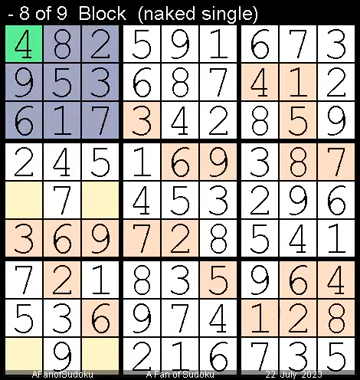 - 8 of 9 Block (naked single)
4 8 2 5 9 1 6 7 3
9 5 3 6 8 7 4 1 2
6 1 7 3 4 2 8 5 9
2 4 5 1 6 9 3 8 7
7 4 5 3 2 9 6
3 6 9 7 2 8 5 4 1
7 2 1 8 3 5 9 6 4
5 3 6 9 7 4 1 2 8
9 2 1 6 7 3 5
AFanofSudoku A Fan of Sudoku 22 July 2023